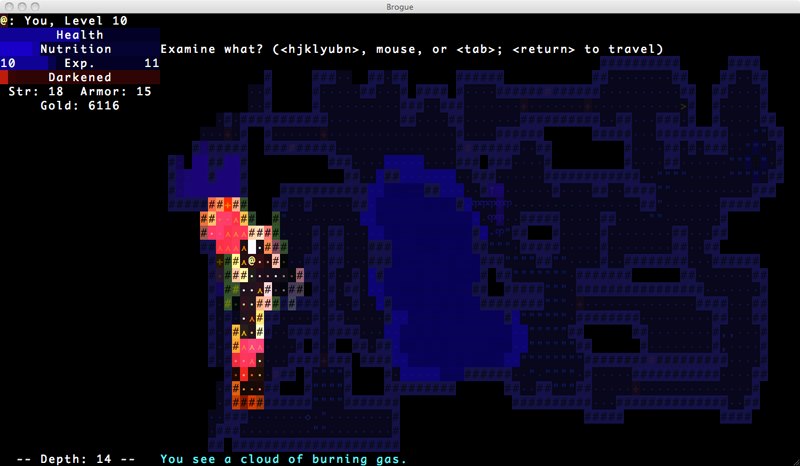 Brogue
@: You, Level 10
Health
Nutrition
Examine what? (<hjklyubn>, mouse, or <tab>; <return> to travel)
10 Exp. 11
Darkened
Str: 18 Armor: 15
Gold: 6116
-- Depth: 14 -- You see a cloud of burning gas.